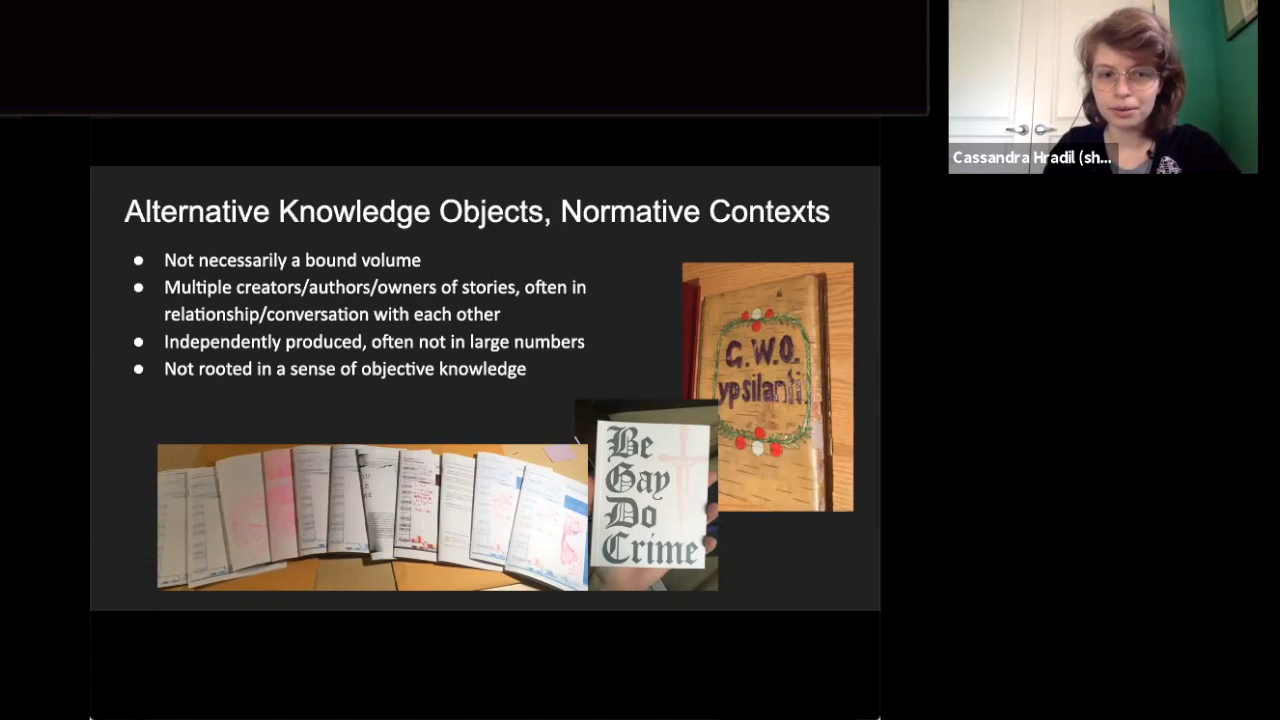 Cassandra Hradil (sh...
Alternative Knowledge Objects, Normative Contexts
● Not necessarily a bound volume
● Multiple creators/authors/owners of stories, often in
relationship/conversation with each other
● Independently produced, often not in large numbers
● Not rooted in a sense of objective knowledge
G.W.O.
ypsilanti.
Be
Gay
Do
Crime